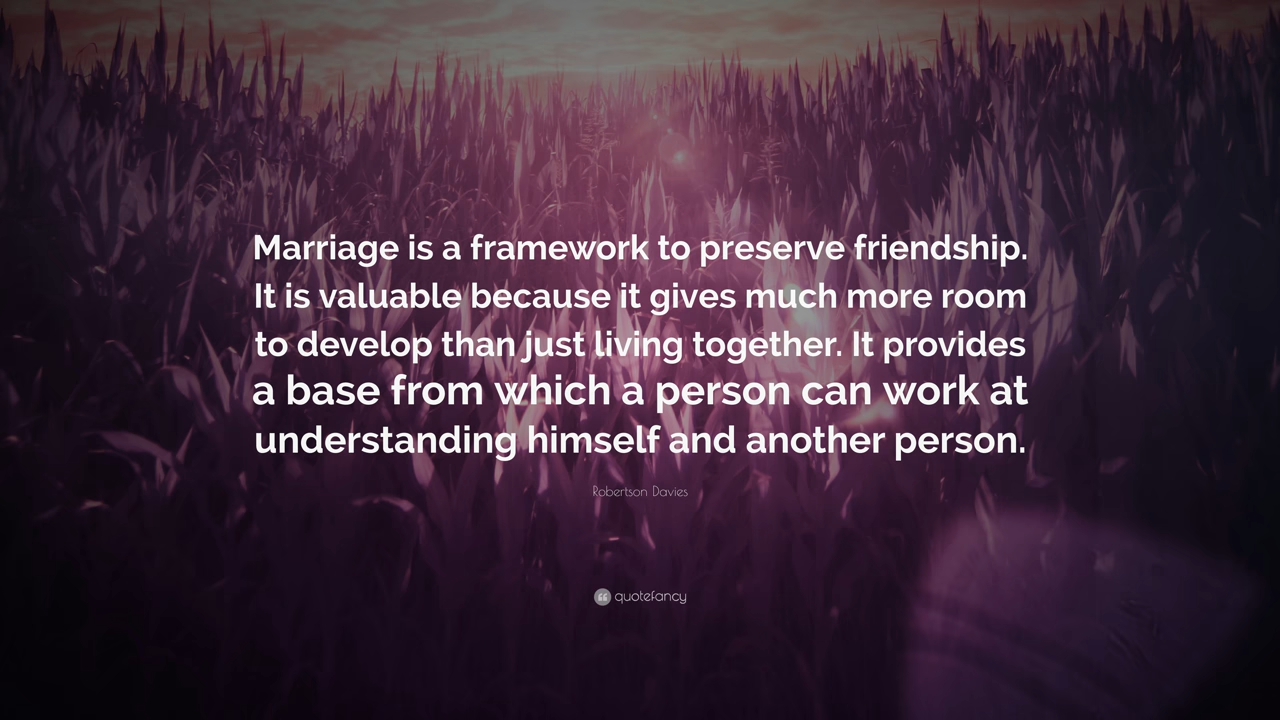 Marriage is a framework to preserve friendship.
It is valuable because it gives much more room
to develop than just living together. It provides
a base from which a person can work at
understanding himself and another person.
Robertson Davies
quotefancy